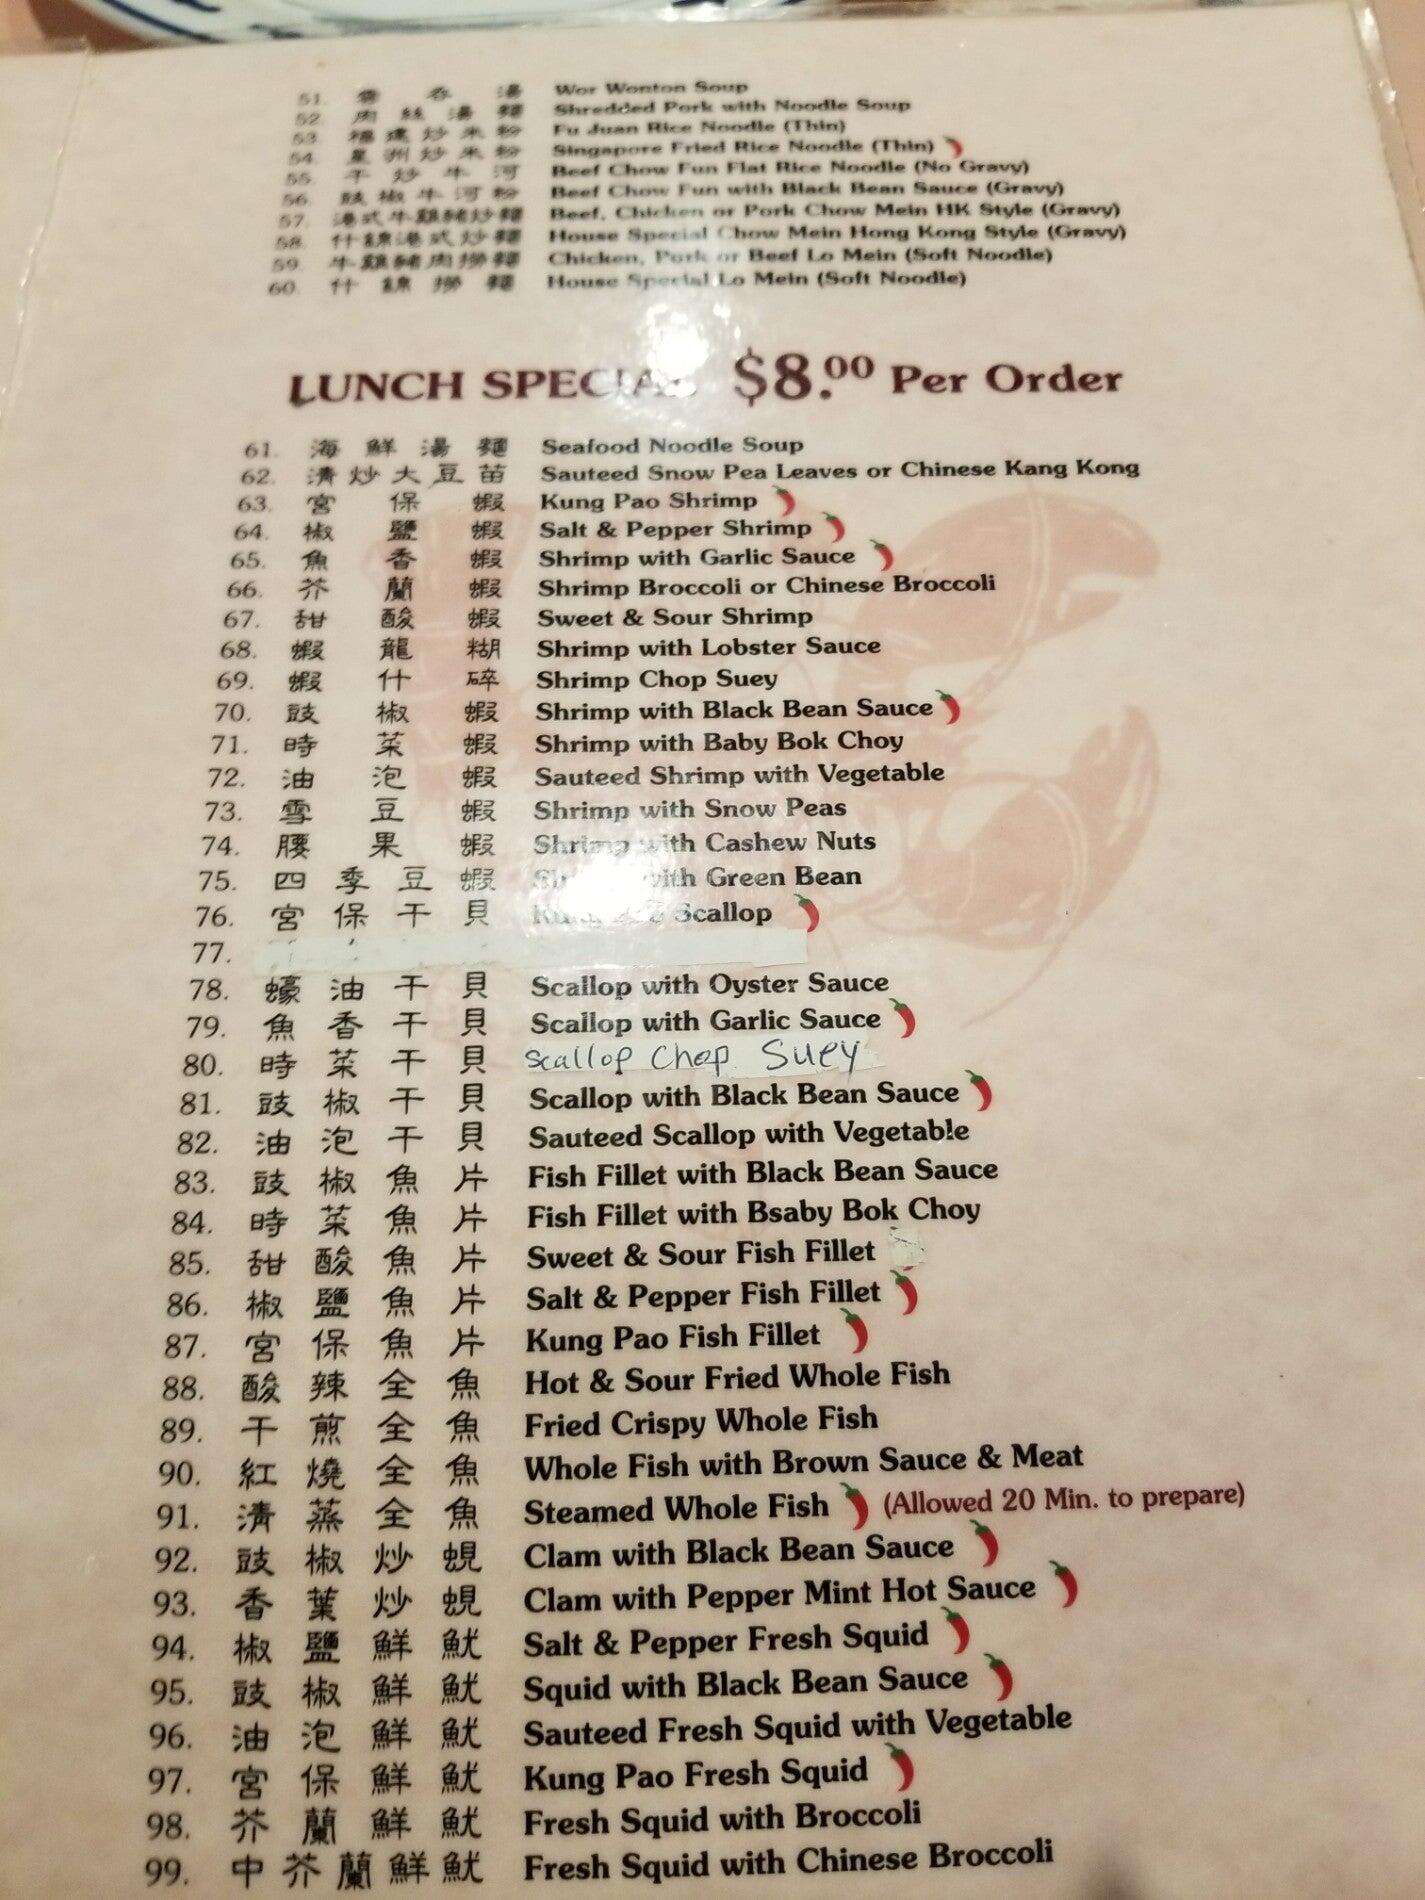 51. 雲吞湯 Wor Wonton Soup
52. 肉絲湯麵 Shredded Pork with Noodle Soup
53. 福建炒米粉 Fu Juan Rice Noodle (Thin)
54. 星洲炒米粉 Singapore Fried Rice Noodle (Thin)
55. 干炒牛河 Beef Chow Fun Flat Rice Noodle (No Gravy)
56. 豉椒牛河粉 Beef Chow Fun with Black Bean Sauce (Gravy)
57. 港式牛雞豬炒麵 Beef, Chicken or Pork Chow Mein HK Style (Gravy)
58. 什錦港式炒麵 House Special Chow Mein Hong Kong Style (Gravy)
59. 牛雞豬肉撈麵 Chicken, Pork or Beef Lo Mein (Soft Noodle)
60. 什錦撈麵 House Special Lo Mein (Soft Noodle)
LUNCH SPECIAL $8.00 Per Order
61. 海鮮湯麵 Seafood Noodle Soup
62. 清炒大豆苗 Sauteed Snow Pea Leaves or Chinese Kang Kong
63. 宮保蝦 Kung Pao Shrimp
64. 椒鹽蝦 Salt & Pepper Shrimp
65. 魚香蝦 Shrimp with Garlic Sauce
66. 芥蘭蝦 Shrimp Broccoli or Chinese Broccoli
67. 甜酸蝦 Sweet & Sour Shrimp
68. 蝦龍糊 Shrimp with Lobster Sauce
69. 蝦什碎 Shrimp Chop Suey
70. 豉椒蝦 Shrimp with Black Bean Sauce
71. 時菜蝦 Shrimp with Baby Bok Choy
72. 油泡蝦 Sauteed Shrimp with Vegetable
73. 雪豆蝦 Shrimp with Snow Peas
74. 腰果蝦 Shrimp with Cashew Nuts
75. 四季豆蝦 Shrimp with Green Bean
76. 宮保干貝 Kung Pao Scallop
77.
78. 蠔油干貝 Scallop with Oyster Sauce
79. 魚香干貝 Scallop with Garlic Sauce
80. 時菜干貝 Scallop Chop Suey
81. 豉椒干貝 Scallop with Black Bean Sauce
82. 油泡干貝 Sauteed Scallop with Vegetable
83. 豉椒魚片 Fish Fillet with Black Bean Sauce
84. 時菜魚片 Fish Fillet with Bsaby Bok Choy
85. 甜酸魚片 Sweet & Sour Fish Fillet
86. 椒鹽魚片 Salt & Pepper Fish Fillet
87. 宮保魚片 Kung Pao Fish Fillet
88. 酸辣全魚 Hot & Sour Fried Whole Fish
89. 干煎全魚 Fried Crispy Whole Fish
90. 紅燒全魚 Whole Fish with Brown Sauce & Meat
91. 清蒸全魚 Steamed Whole Fish (Allowed 20 Min. to prepare)
92. 豉椒炒蜆 Clam with Black Bean Sauce
93. 香葉炒蜆 Clam with Pepper Mint Hot Sauce
94. 椒鹽鮮魷 Salt & Pepper Fresh Squid
95. 豉椒鮮魷 Squid with Black Bean Sauce
96. 油泡鮮魷 Sauteed Fresh Squid with Vegetable
97. 宮保鮮魷 Kung Pao Fresh Squid
98. 芥蘭鮮魷 Fresh Squid with Broccoli
99. 中芥蘭鮮魷 Fresh Squid with Chinese Broccoli